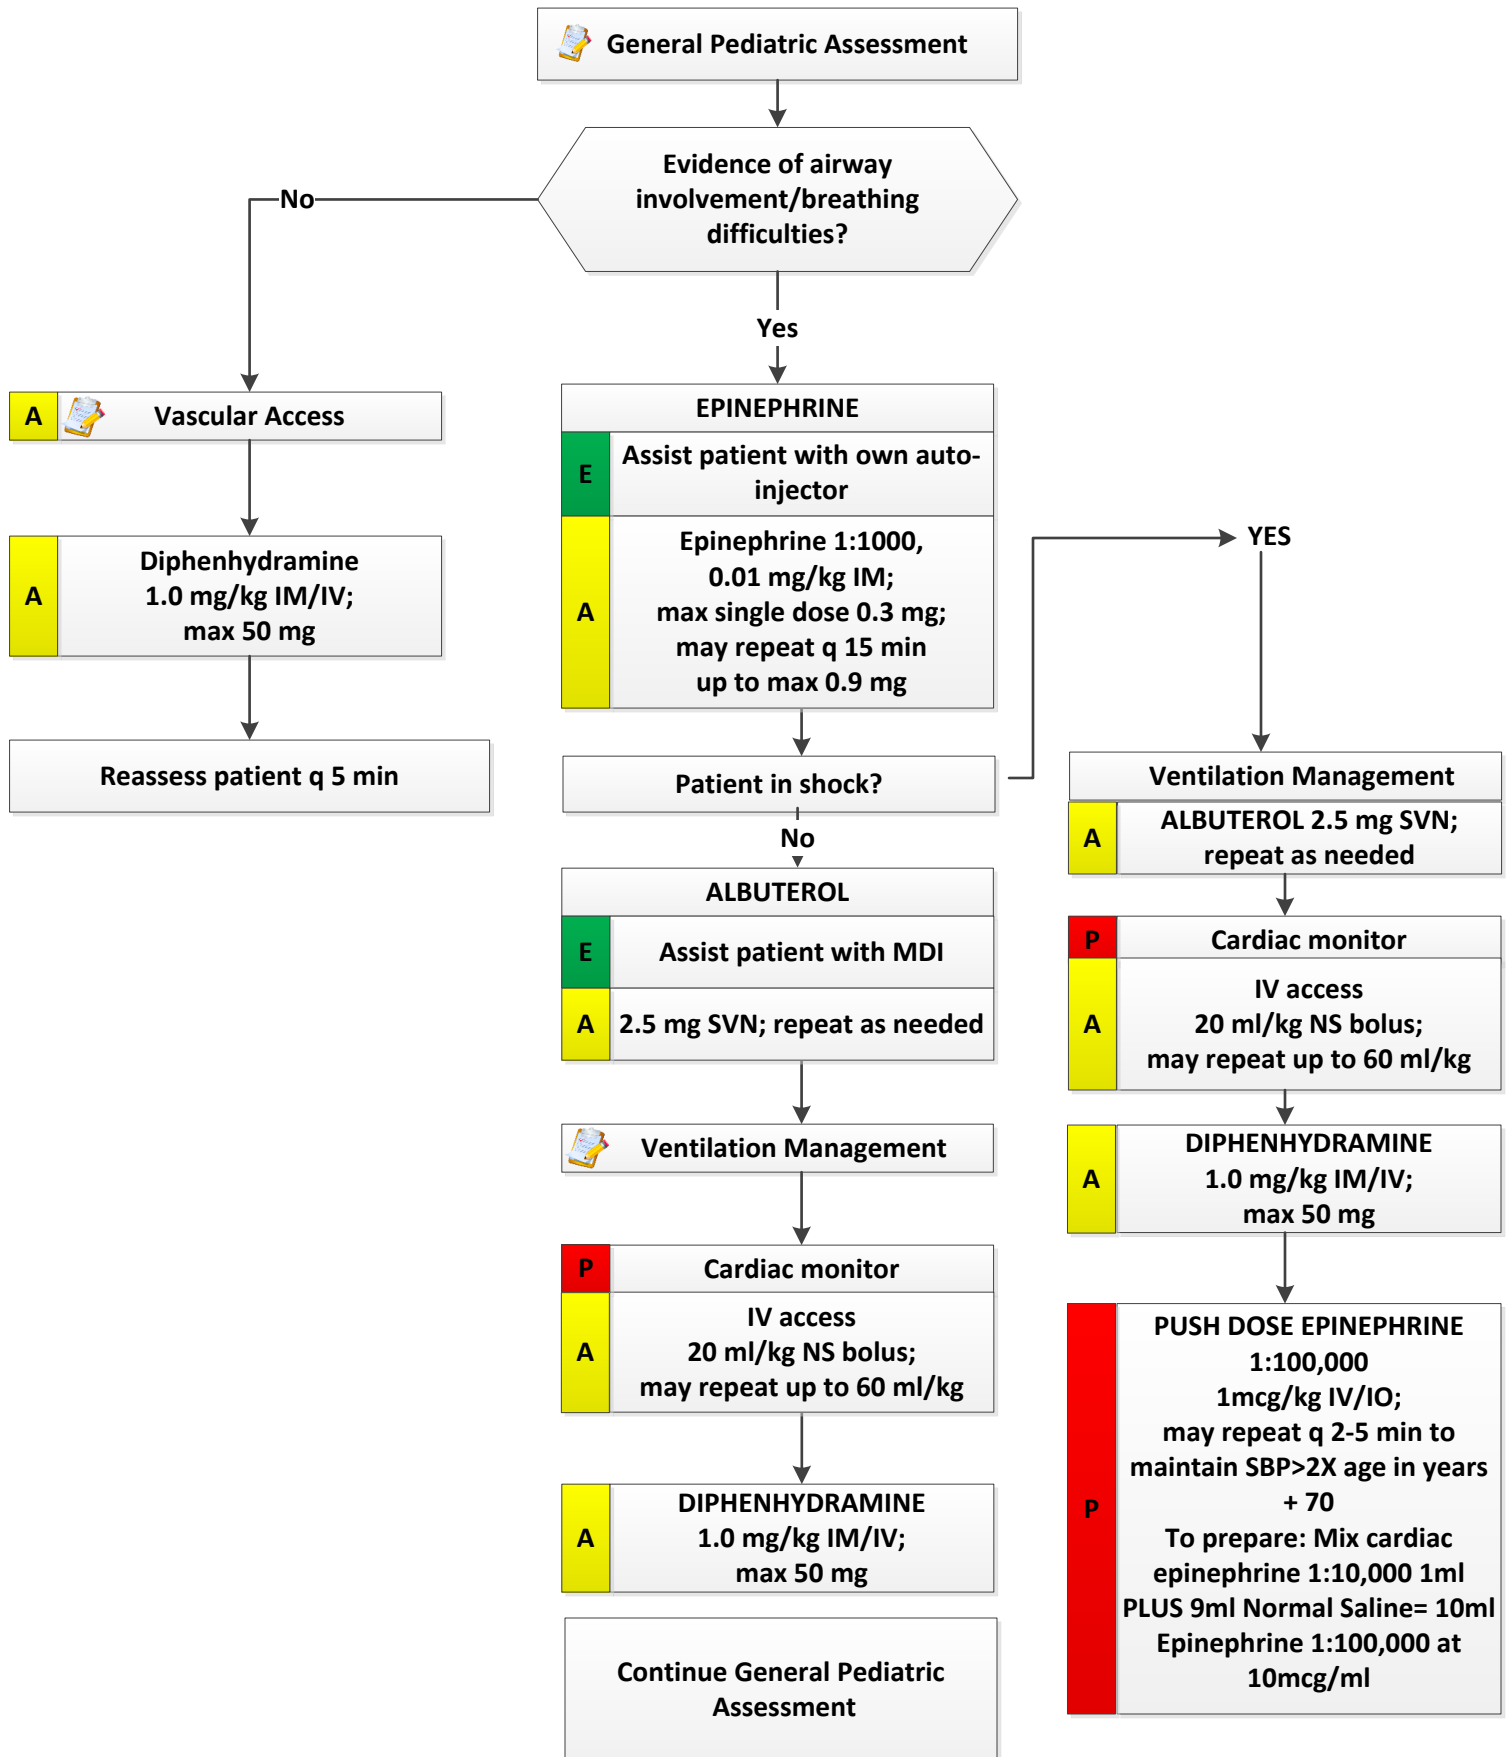 General Pediatric Assessment
Evidence of airway
involvement/breathing
difficulties?
No
Yes
A
Vascular Access
A
Diphenhydramine
1.0 mg/kg IM/IV;
max 50 mg
Reassess patient q 5 min
EPINEPHRINE
E
Assist patient with own auto-
injector
A
Epinephrine 1:1000,
0.01 mg/kg IM;
max single dose 0.3 mg;
may repeat q 15 min
up to max 0.9 mg
Patient in shock?
No
ALBUTEROL
E
Assist patient with MDI
A
2.5 mg SVN; repeat as needed
Ventilation Management
P
Cardiac monitor
A
IV access
20 ml/kg NS bolus;
may repeat up to 60 ml/kg
A
DIPHENHYDRAMINE
1.0 mg/kg IM/IV;
max 50 mg
Continue General Pediatric
Assessment
YES
Ventilation Management
A
ALBUTEROL 2.5 mg SVN;
repeat as needed
P
Cardiac monitor
A
IV access
20 ml/kg NS bolus;
may repeat up to 60 ml/kg
A
DIPHENHYDRAMINE
1.0 mg/kg IM/IV;
max 50 mg
P
PUSH DOSE EPINEPHRINE
1:100,000
1mcg/kg IV/IO;
may repeat q 2-5 min to
maintain SBP>2X age in years
+ 70
To prepare: Mix cardiac
epinephrine 1:10,000 1ml
PLUS 9ml Normal Saline= 10ml
Epinephrine 1:100,000 at
10mcg/ml